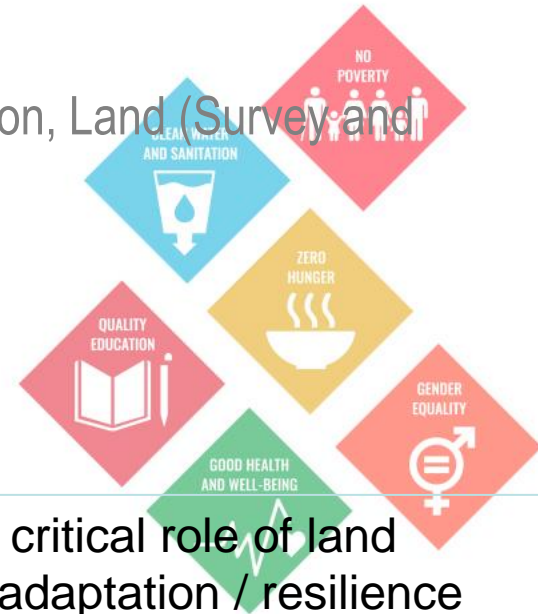 NO
POVERTY
on, Land (Survey and
CLEAN WATER
AND SANITATION
ZERO
HUNGER
QUALITY
EDUCATION
GENDER
EQUALITY
GOOD HEALTH
AND WELL-BEING
critical role of land
adaptation / resilience